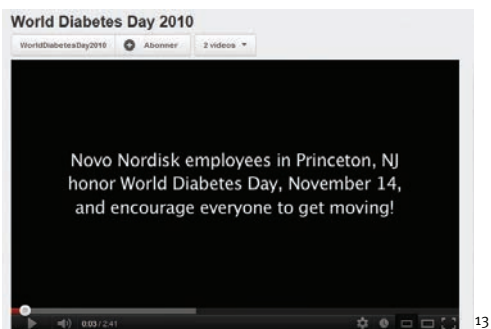 World Diabetes Day 2010
WorldDiabetesDay2010 Abonner 2 videos
Novo Nordisk employees in Princeton, NJ
honor World Diabetes Day, November 14,
and encourage everyone to get moving!
0:03 / 2:41
13